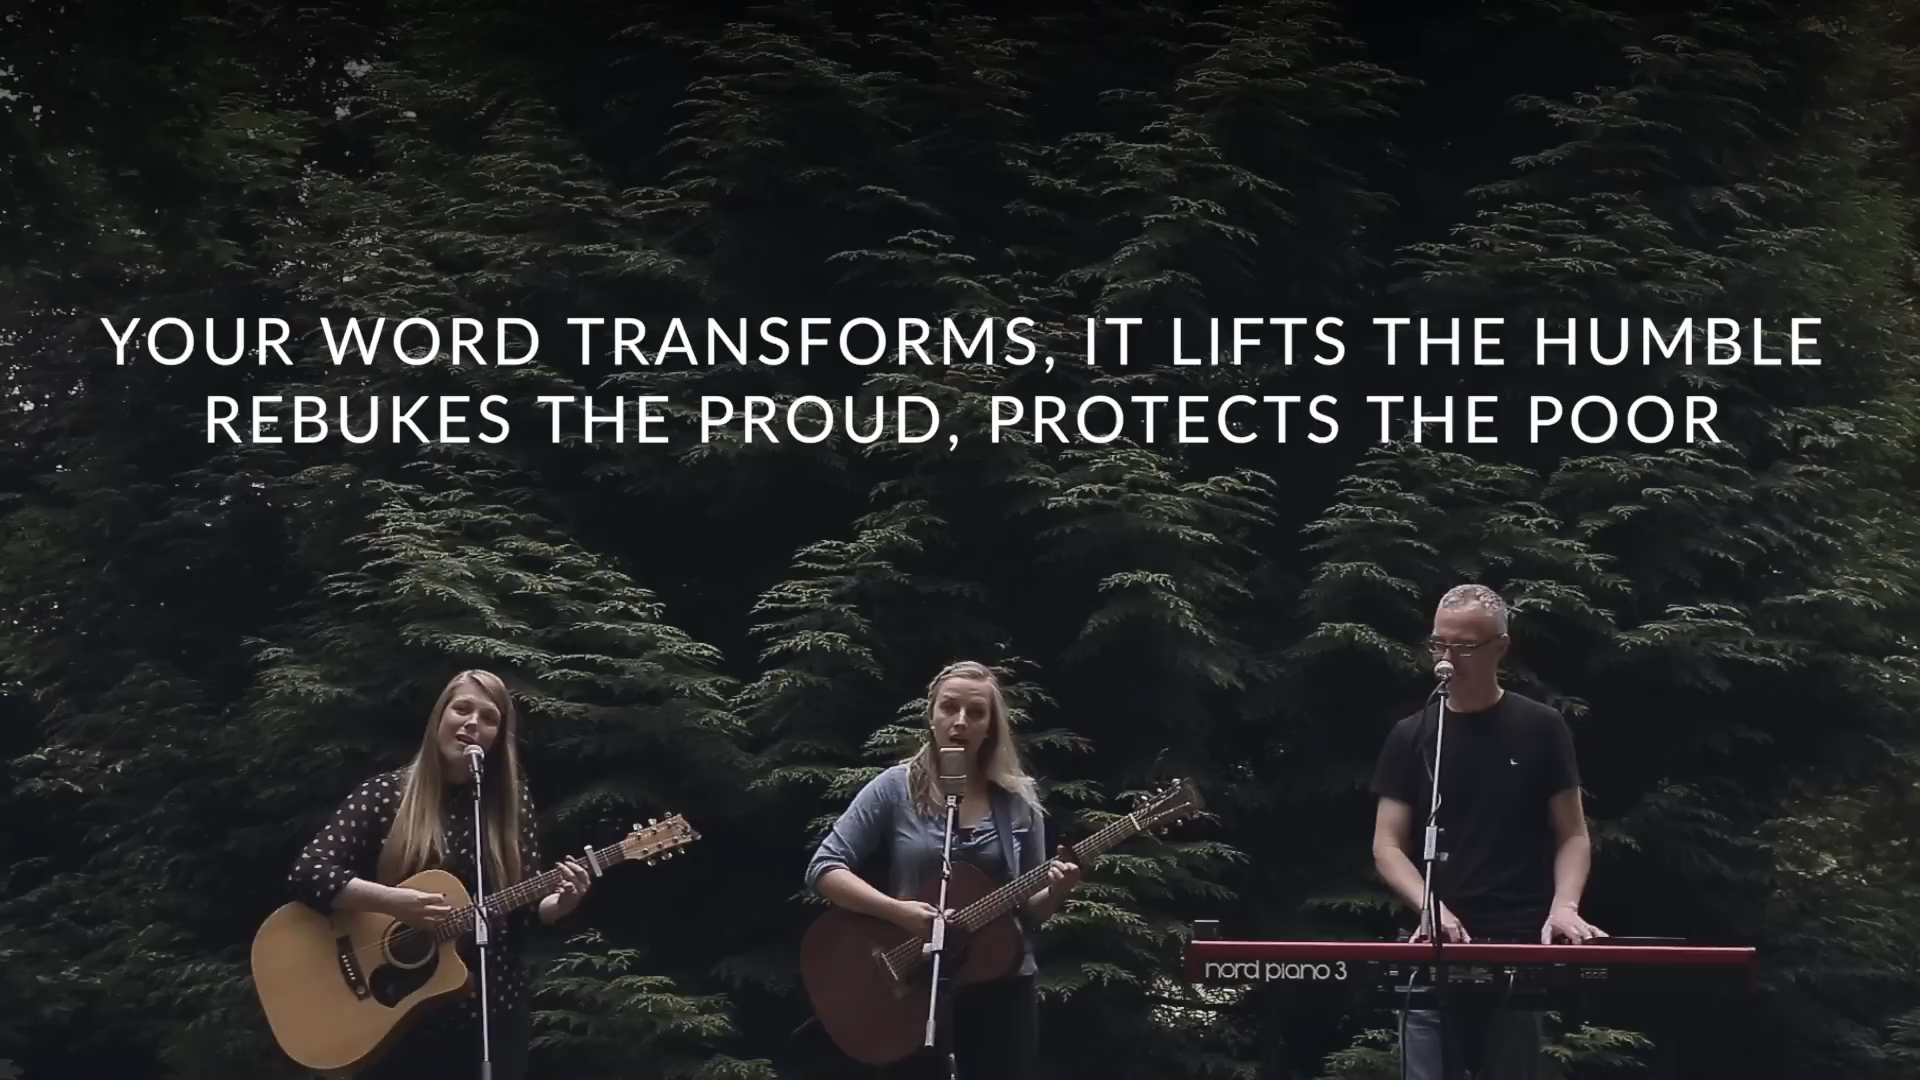 YOUR WORD TRANSFORMS, IT LIFTS THE HUMBLE
REBUKES THE PROUD, PROTECTS THE POOR
nord piano 3